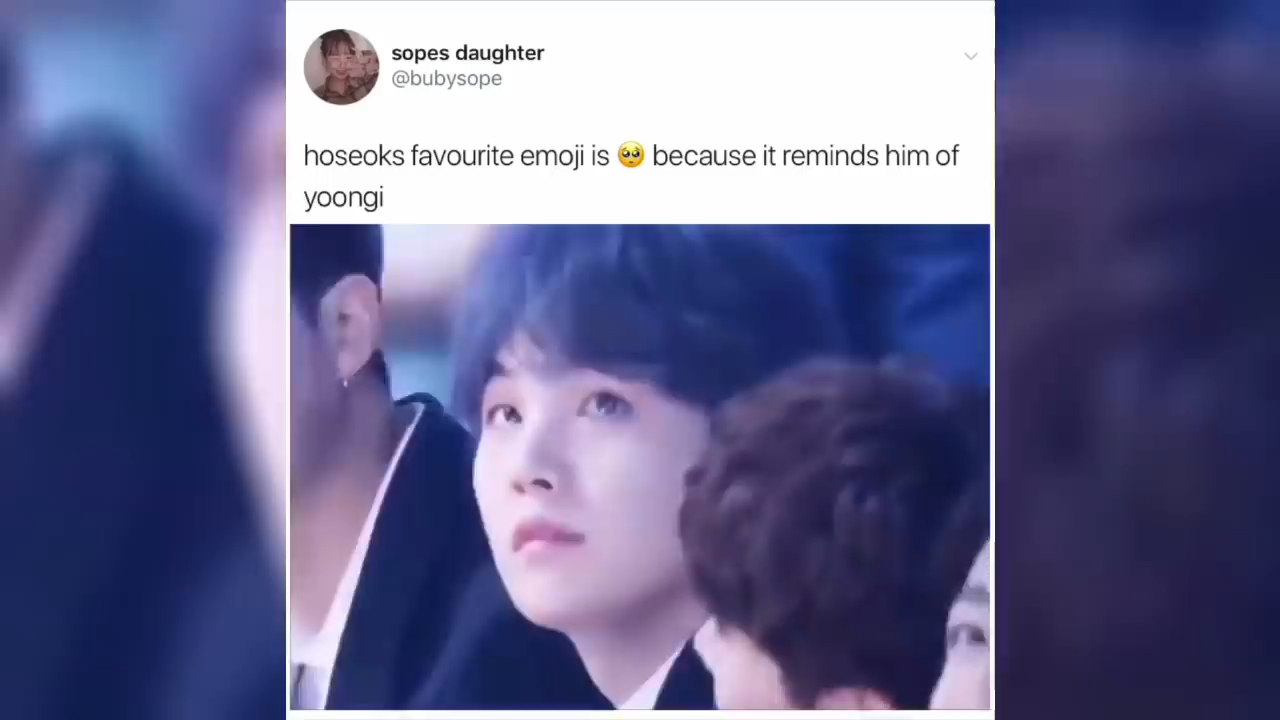 sopes daughter
@bubysope
hoseoks favourite emoji is 🥺 because it reminds him of
yoongi